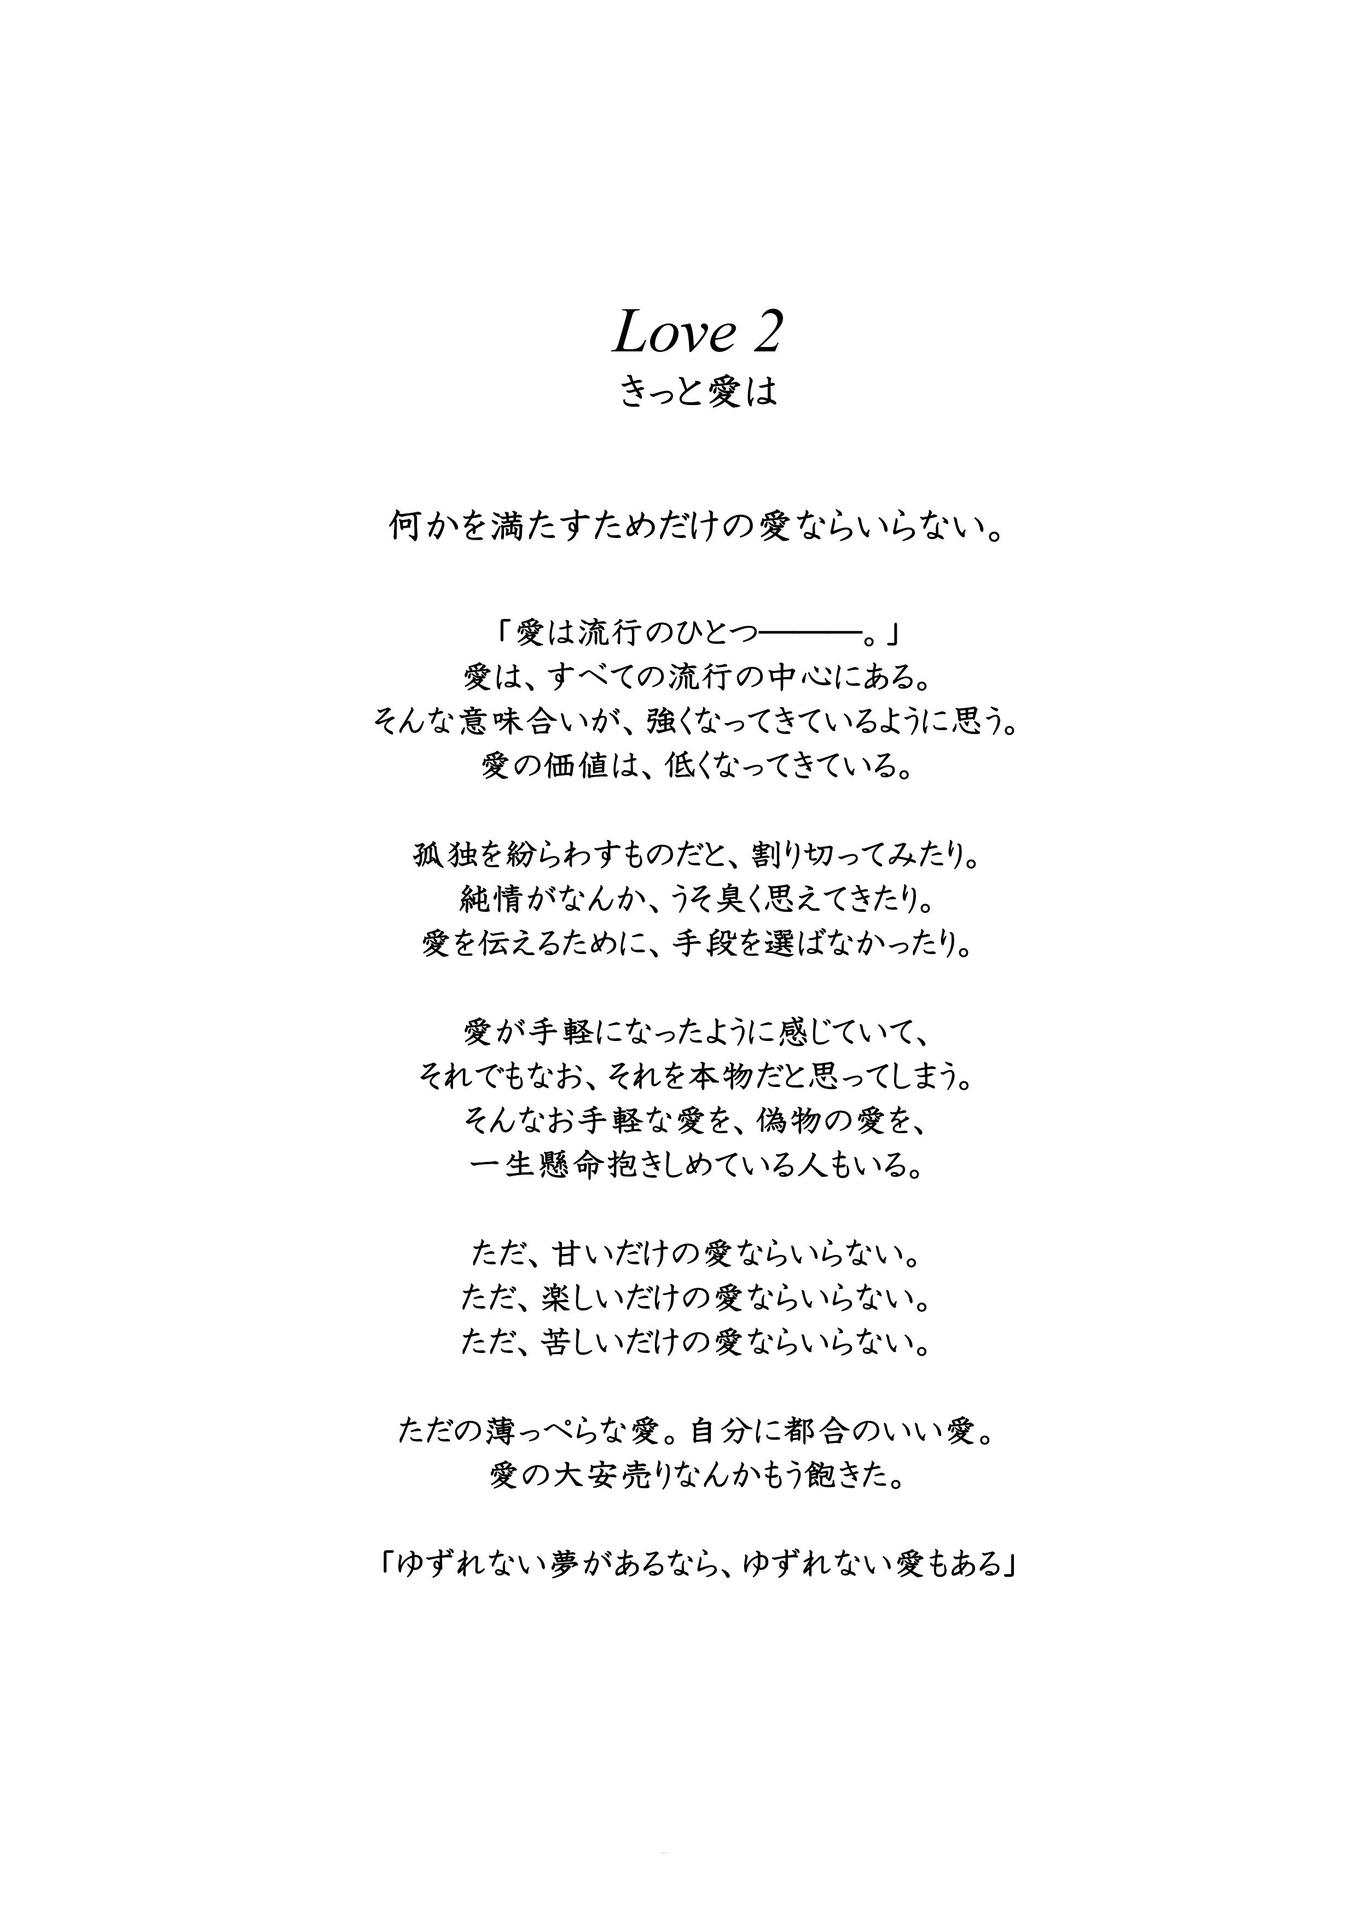 Love 2
きっと愛は
何かを満たすためだけの愛ならいらない。
「愛は流行のひとつ―――。」
愛は、すべての流行の中心にある。
そんな意味合いが、強くなってきているように思う。
愛の価値は、低くなってきている。
孤独を紛らわすものだと、割り切ってみたり。
純情がなんか、うそ臭く思えてきたり。
愛を伝えるために、手段を選ばなかったり。
愛が手軽になったように感じていて、
それでもなお、それを本物だと思ってしまう。
そんなお手軽な愛を、偽物の愛を、
一生懸命抱きしめている人もいる。
ただ、甘いだけの愛ならいらない。
ただ、楽しいだけの愛ならいらない。
ただ、苦しいだけの愛ならいらない。
ただの薄っぺらな愛。自分に都合のいい愛。
愛の大安売りなんかもう飽きた。
「ゆずれない夢があるなら、ゆずれない愛もある」